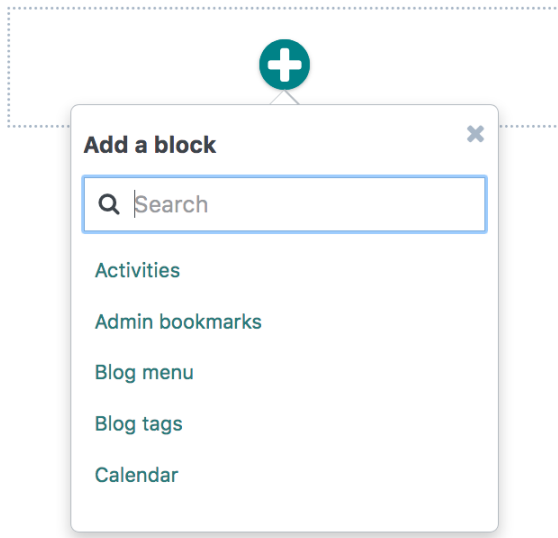 Add a block
Search
Activities
Admin bookmarks
Blog menu
Blog tags
Calendar